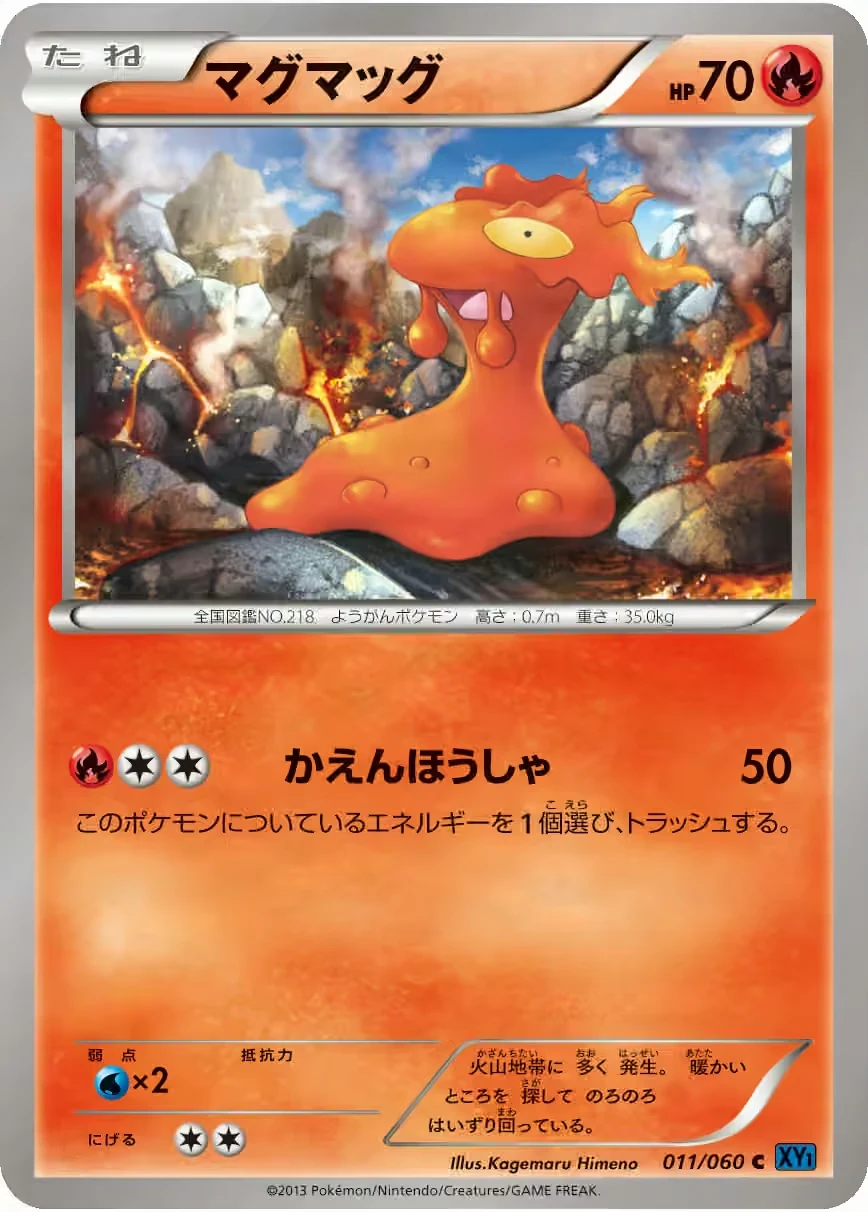 たね マグマッグ HP70
全国図鑑NO.218 ようがんポケモン 高さ:0.7m 重さ:35.0kg
かえんほうしゃ 50
このポケモンについているエネルギーを1個選び、トラッシュする。
弱点 抵抗力
×2
にげる
火山地帯に 多く 発生。 暖かい
ところを 探して のろのろ
はいずり回っている。
Illus.Kagemaru Himeno 011/060 C XY1
©2013 Pokémon/Nintendo/Creatures/GAME FREAK.